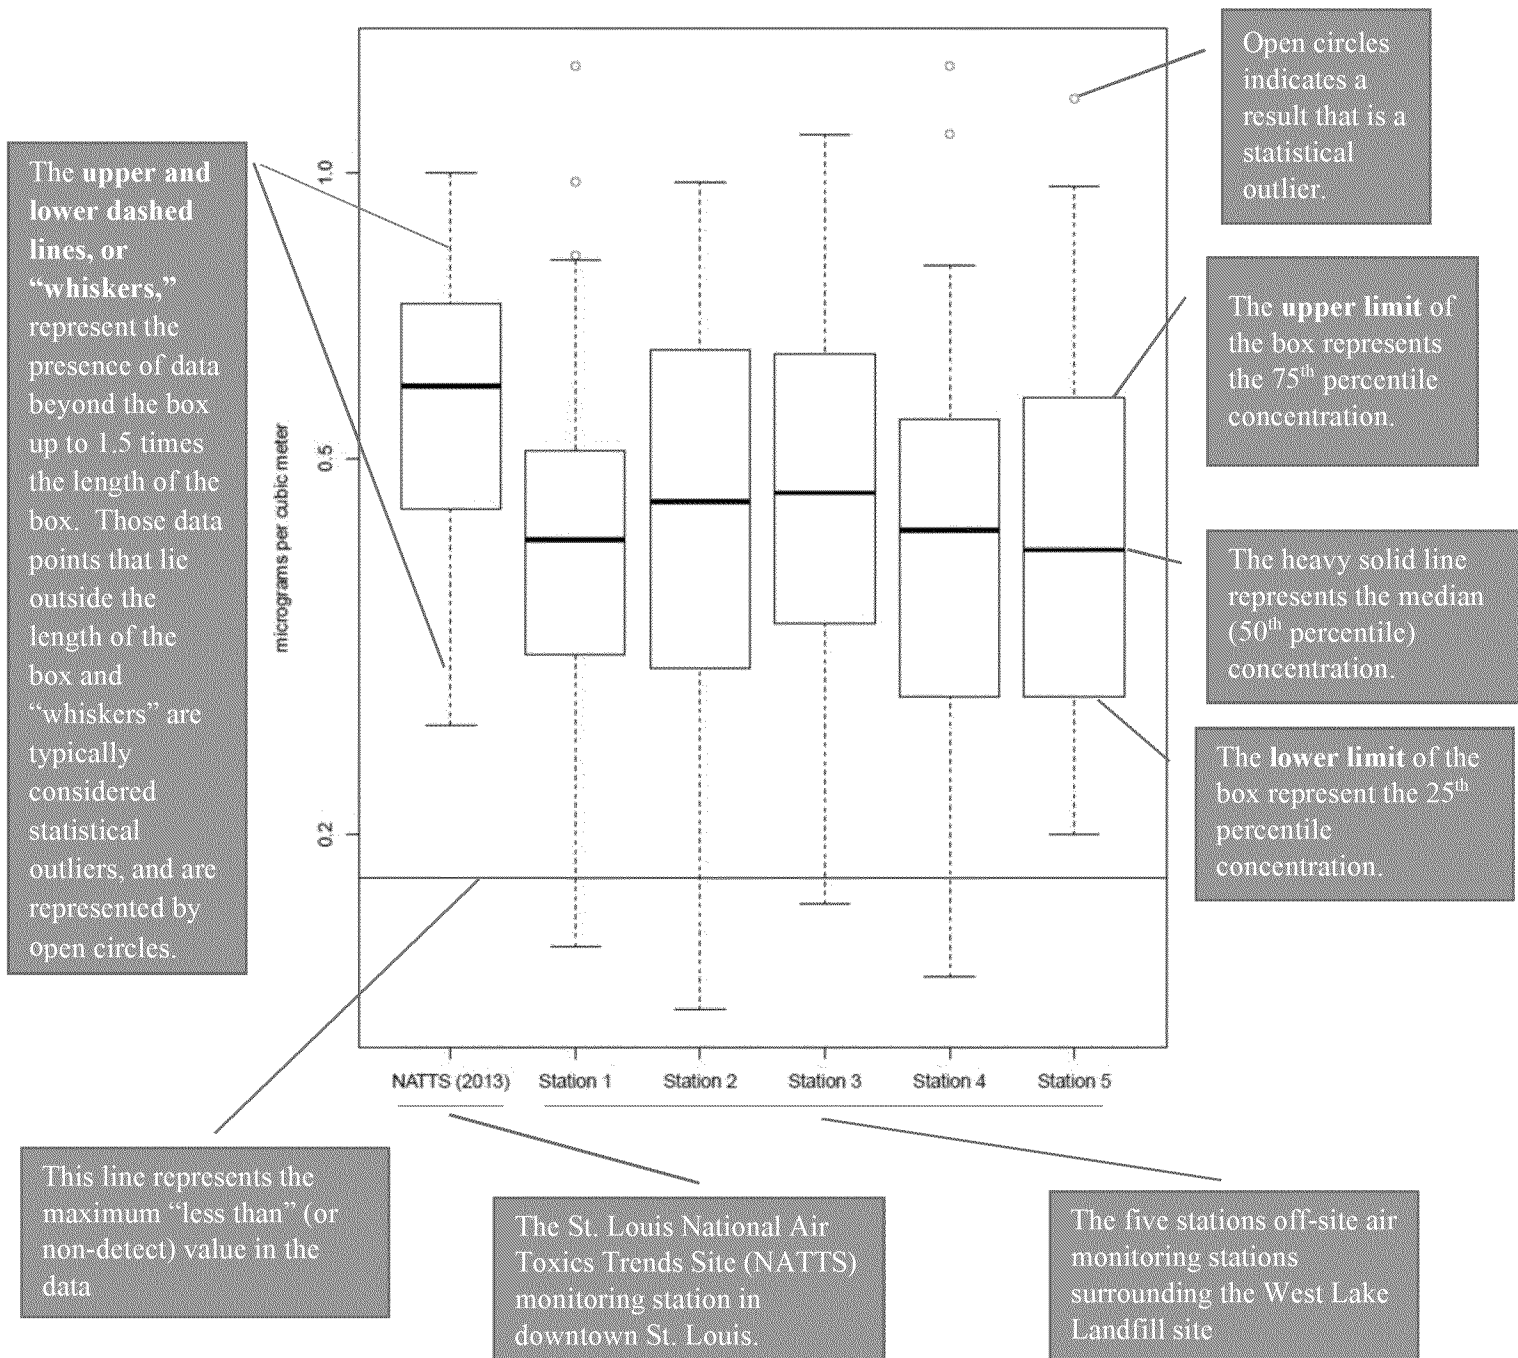 The upper and
lower dashed
lines, or
“whiskers,”
represent the
presence of data
beyond the box
up to 1.5 times
the length of the
box.  Those data
points that lie
outside the
length of the
box and
“whiskers” are
typically
considered
statistical
outliers, and are
represented by
open circles.
micrograms per cubic meter
1.0
0.5
0.2
NATTS (2013)
Station 1
Station 2
Station 3
Station 4
Station 5
Open circles
indicates a
result that is a
statistical
outlier.
The upper limit of
the box represents
the 75th percentile
concentration.
The heavy solid line
represents the median
(50th percentile)
concentration.
The lower limit of the
box represent the 25th
percentile
concentration.
This line represents the
maximum “less than” (or
non-detect) value in the
data
The St. Louis National Air
Toxics Trends Site (NATTS)
monitoring station in
downtown St. Louis.
The five stations off-site air
monitoring stations
surrounding the West Lake
Landfill site